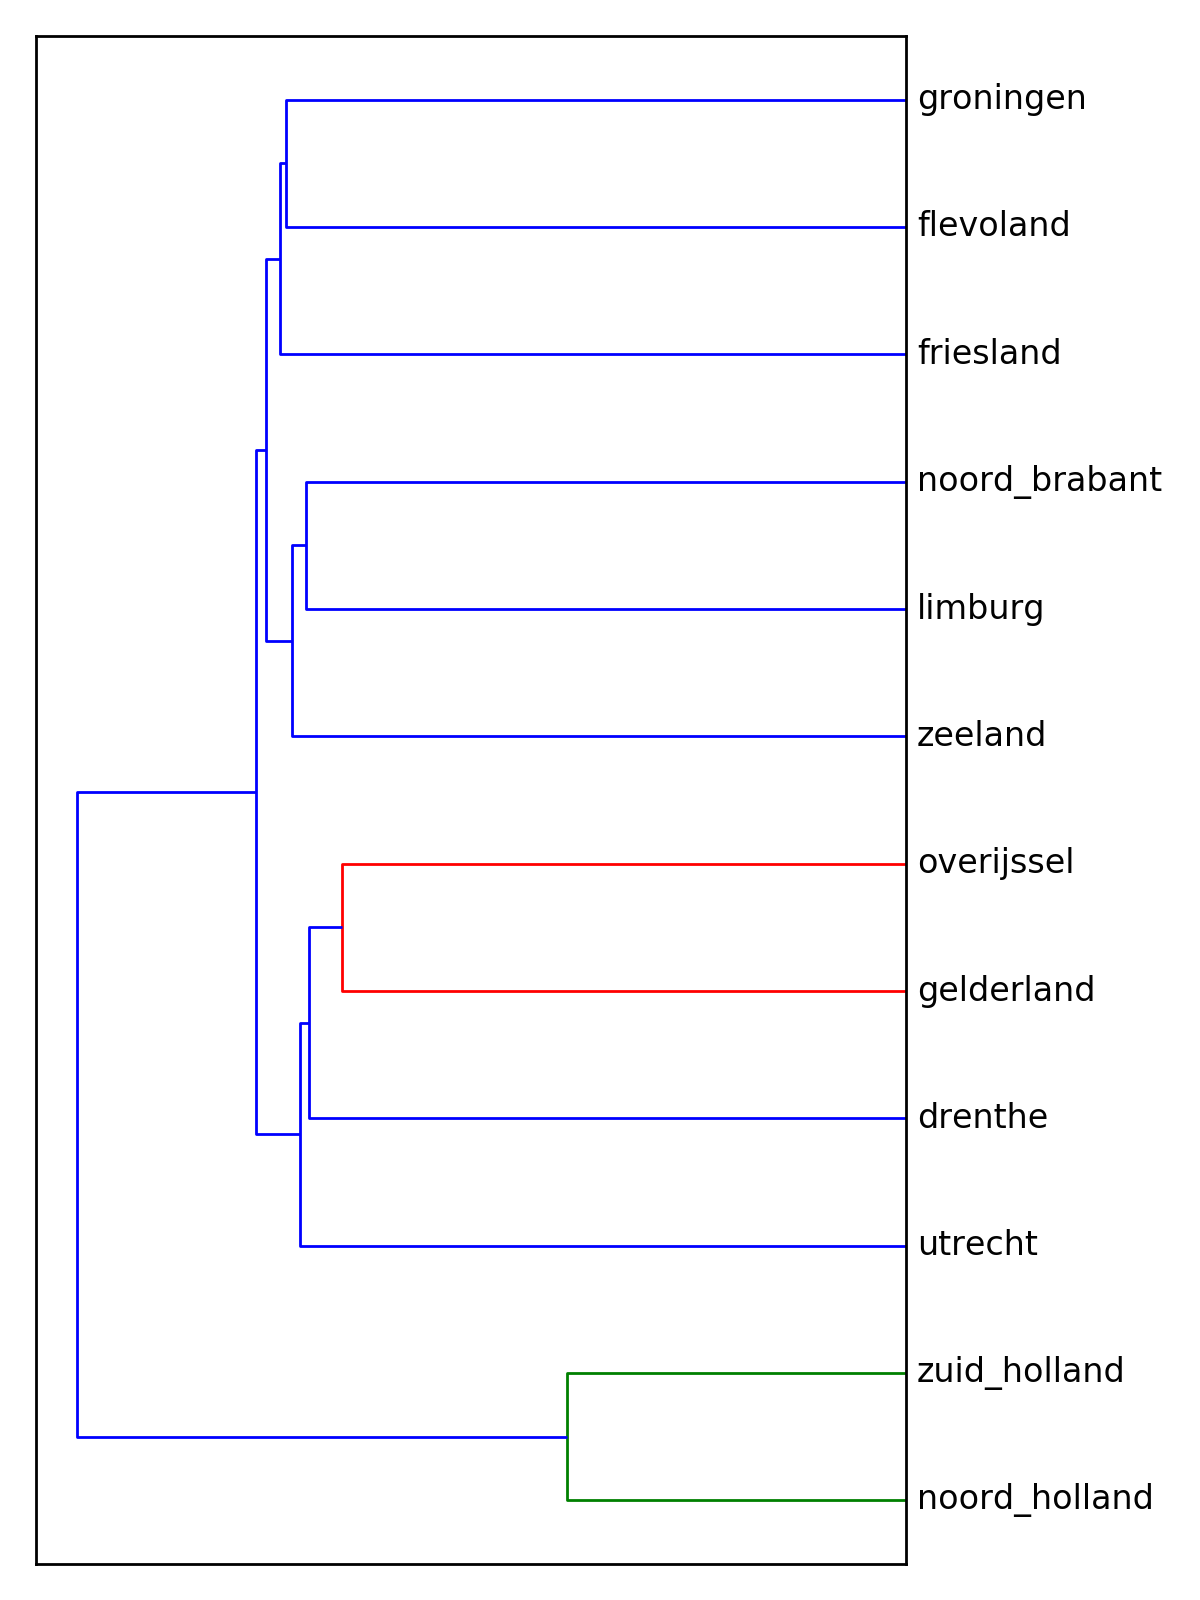 groningen
flevoland
friesland
noord_brabant
limburg
zeeland
overijssel
gelderland
drenthe
utrecht
zuid_holland
noord_holland